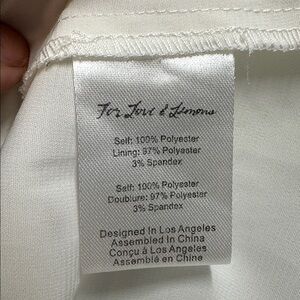 For Love & Lemons
Self: 100% Polyester
Lining: 97% Polyester
3% Spandex
Self: 100% Polyester
Doublure: 97% Polyester
3% Spandex
Designed In Los Angeles
Assembled In China
Conçu à Los Angeles
Assemblé en Chine